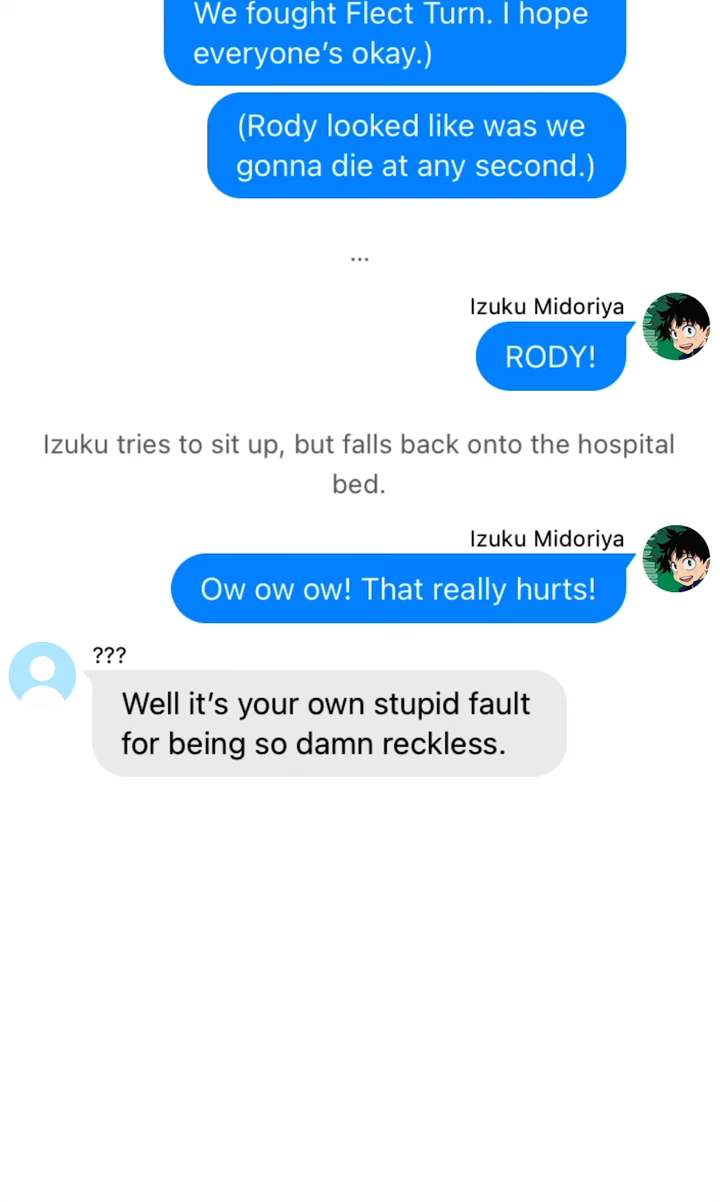 We fought Flect Turn. I hope
everyone’s okay.)
(Rody looked like was we
gonna die at any second.)
...
Izuku Midoriya
RODY!
Izuku tries to sit up, but falls back onto the hospital
bed.
Izuku Midoriya
Ow ow ow! That really hurts!
???
Well it’s your own stupid fault
for being so damn reckless.